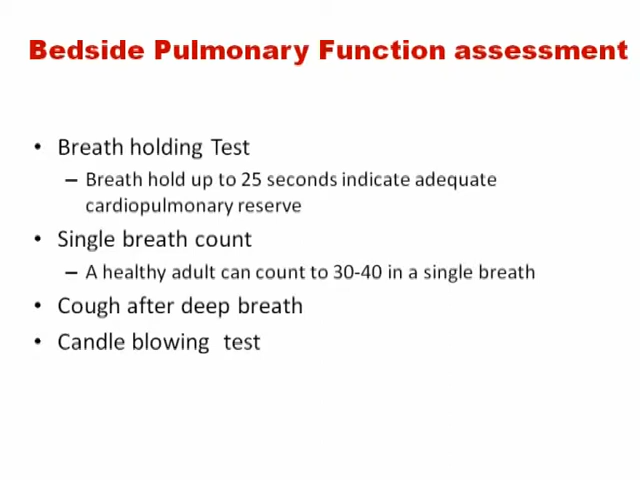 Bedside Pulmonary Function assessment
• Breath holding Test
– Breath hold up to 25 seconds indicate adequate
cardiopulmonary reserve
• Single breath count
– A healthy adult can count to 30-40 in a single breath
• Cough after deep breath
• Candle blowing test